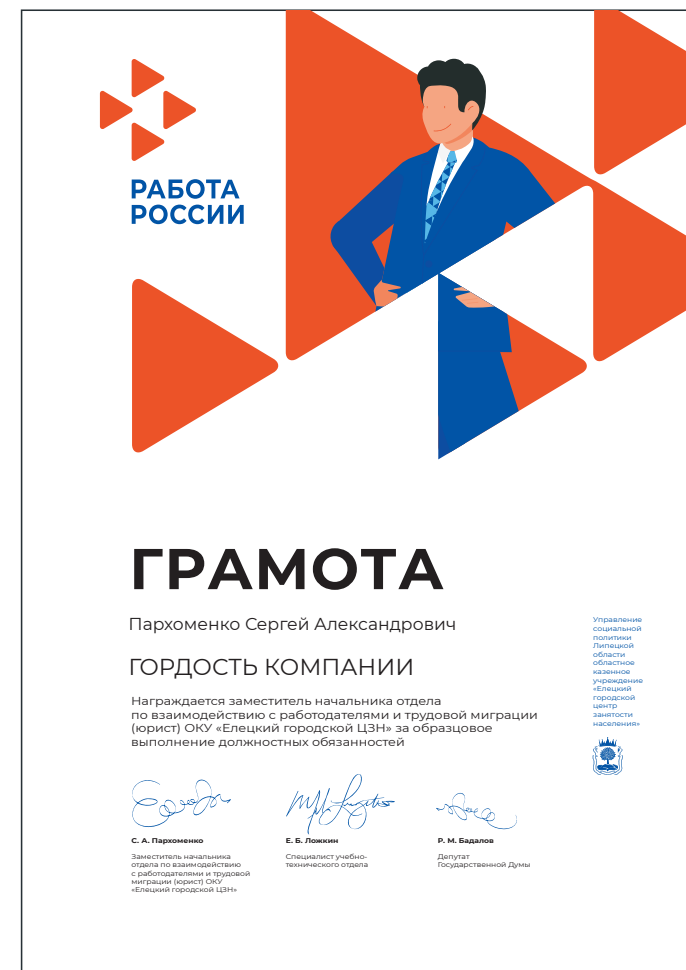 РАБОТА
РОССИИ
ГРАМОТА
Пархоменко Сергей Александрович
ГОРДОСТЬ КОМПАНИИ
Награждается заместитель начальника отдела
по взаимодействию с работодателями и трудовой миграции
(юрист) ОКУ «Елецкий городской ЦЗН» за образцовое
выполнение должностных обязанностей
Управление
социальной
политики
Липецкой
области
областное
казенное
учреждение
«Елецкий
городской
центр
занятости
населения»
С. А. Пархоменко
Заместитель начальника
отдела по взаимодействию
с работодателями и трудовой
миграции (юрист) ОКУ
«Елецкий городской ЦЗН»
Е. Б. Ложкин
Специалист учебно-
технического отдела
Р. М. Бадалов
Депутат
Государственной Думы